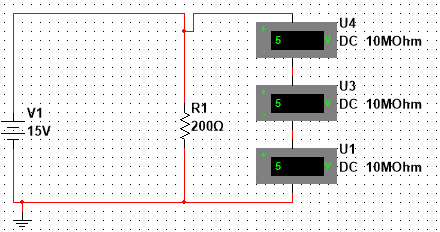 U4
5 V DC 10MOhm
U3
5 V DC 10MOhm
V1
15V
R1
200Ω
U1
5 V DC 10MOhm